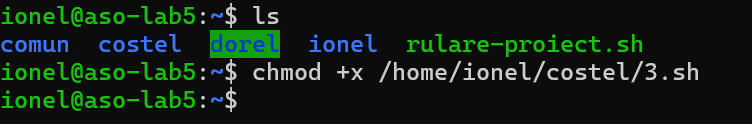 ionel@aso-lab5:~$ ls
comun  costel  dorel  ionel  rulare-proiect.sh
ionel@aso-lab5:~$ chmod +x /home/ionel/costel/3.sh
ionel@aso-lab5:~$